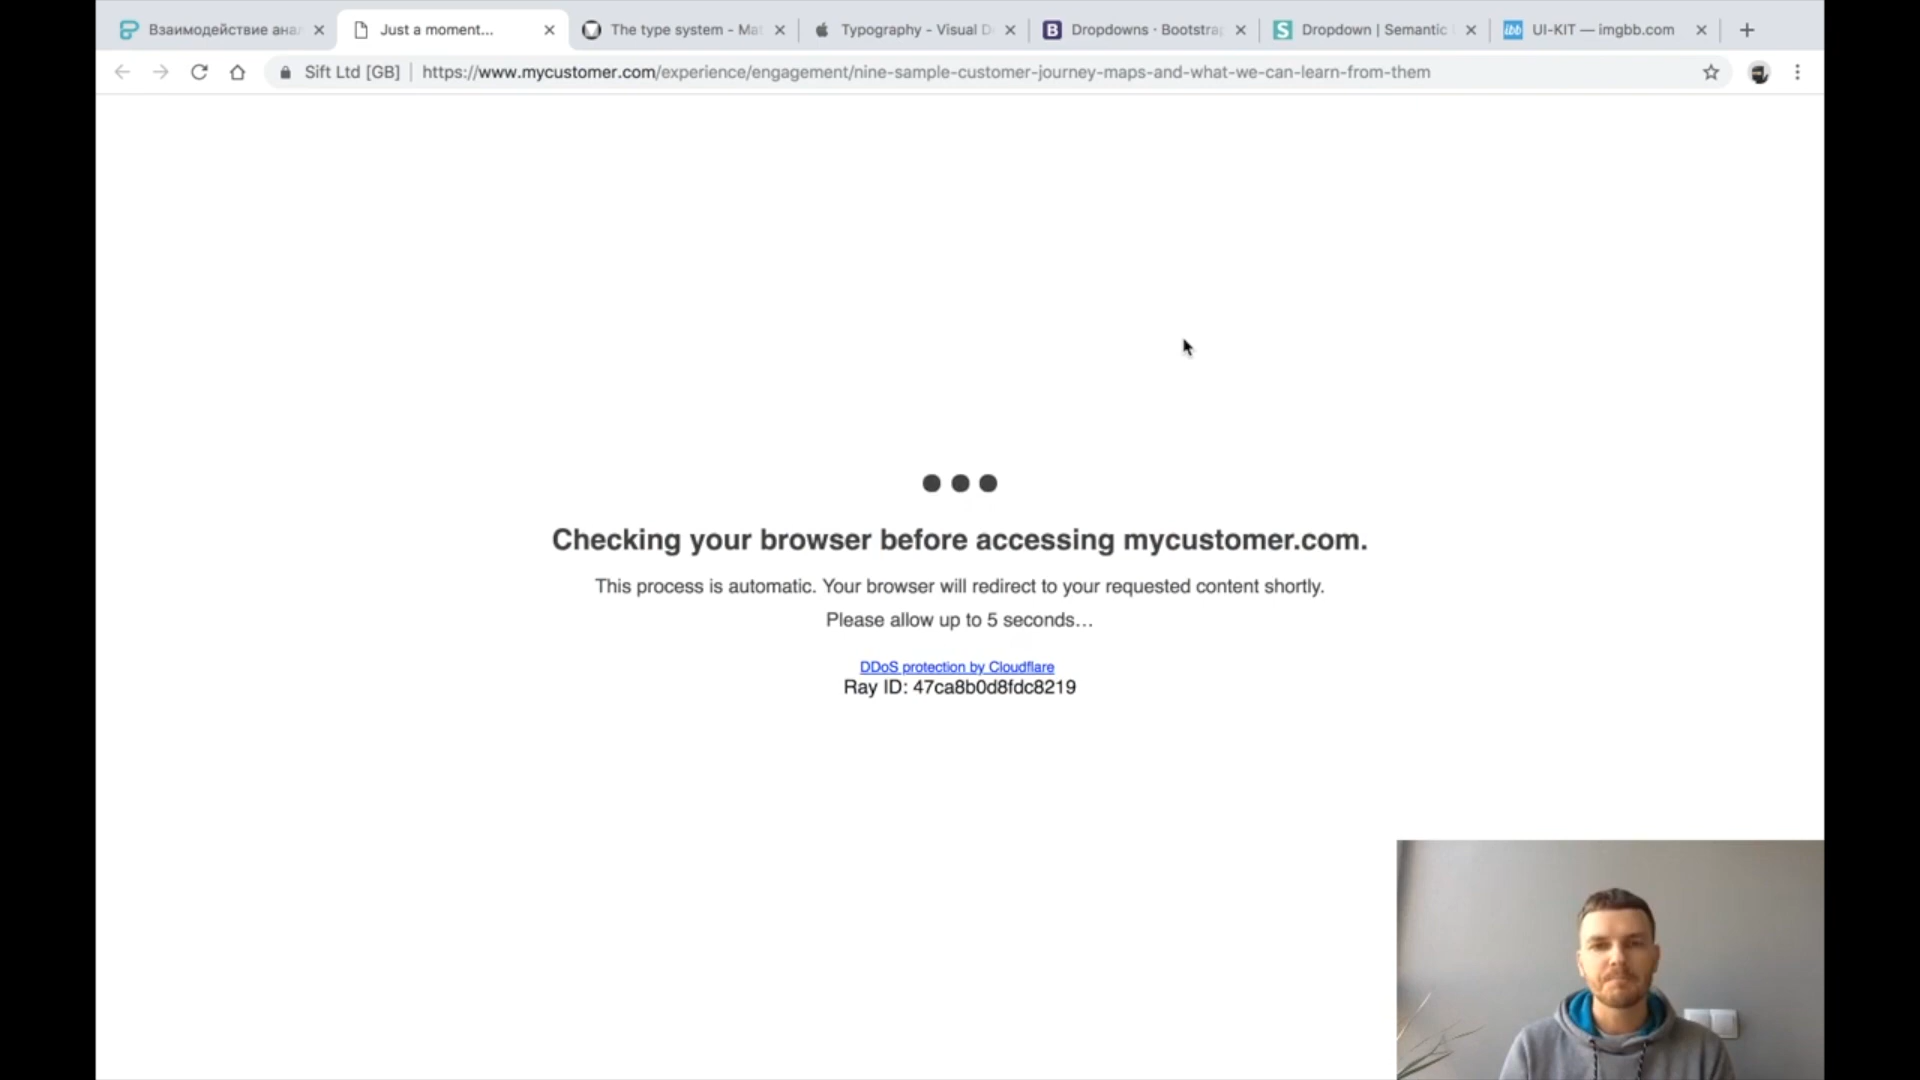 Взаимодействие ана
Just a moment...
The type system - Mat
Typography - Visual D
Dropdowns · Bootstrap
Dropdown | Semantic
ibb
UI-KIT — imgbb.com
Sift Ltd [GB] | https://www.mycustomer.com/experience/engagement/nine-sample-customer-journey-maps-and-what-we-can-learn-from-them
Checking your browser before accessing mycustomer.com.
This process is automatic. Your browser will redirect to your requested content shortly.
Please allow up to 5 seconds…
DDoS protection by Cloudflare
Ray ID: 47ca8b0d8fdc8219